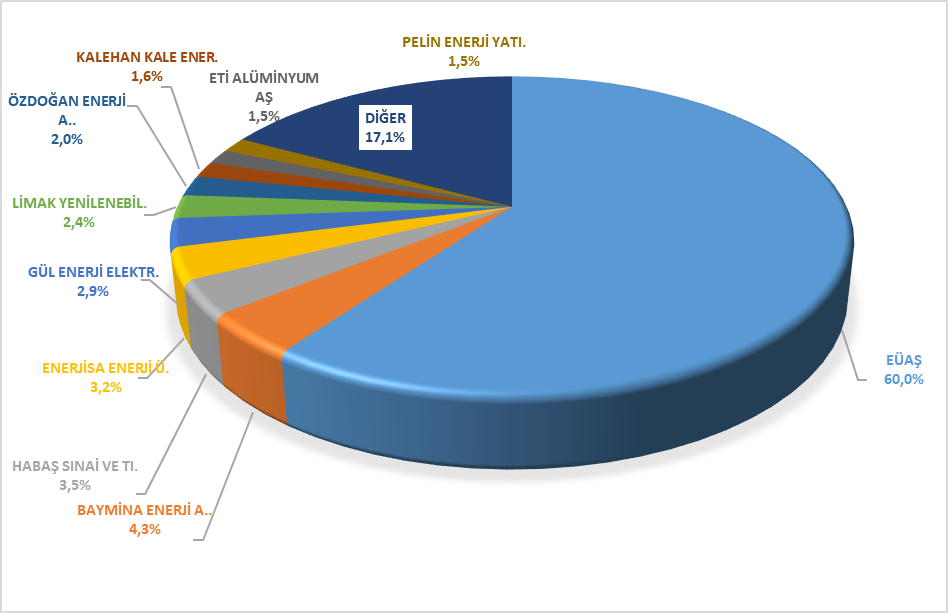 PELİN ENERJİ YATI.
1,5%
KALEHAN KALE ENER.
1,6%
ETİ ALÜMİNYUM
AŞ
1,5%
ÖZDOĞAN ENERJİ
A..
2,0%
DİĞER
17,1%
LİMAK YENİLENEBİL.
2,4%
GÜL ENERJİ ELEKTR.
2,9%
ENERJİSA ENERJİ Ü.
3,2%
EÜAŞ
60,0%
HABAŞ SINAİ VE TI.
3,5%
BAYMİNA ENERJİ A..
4,3%